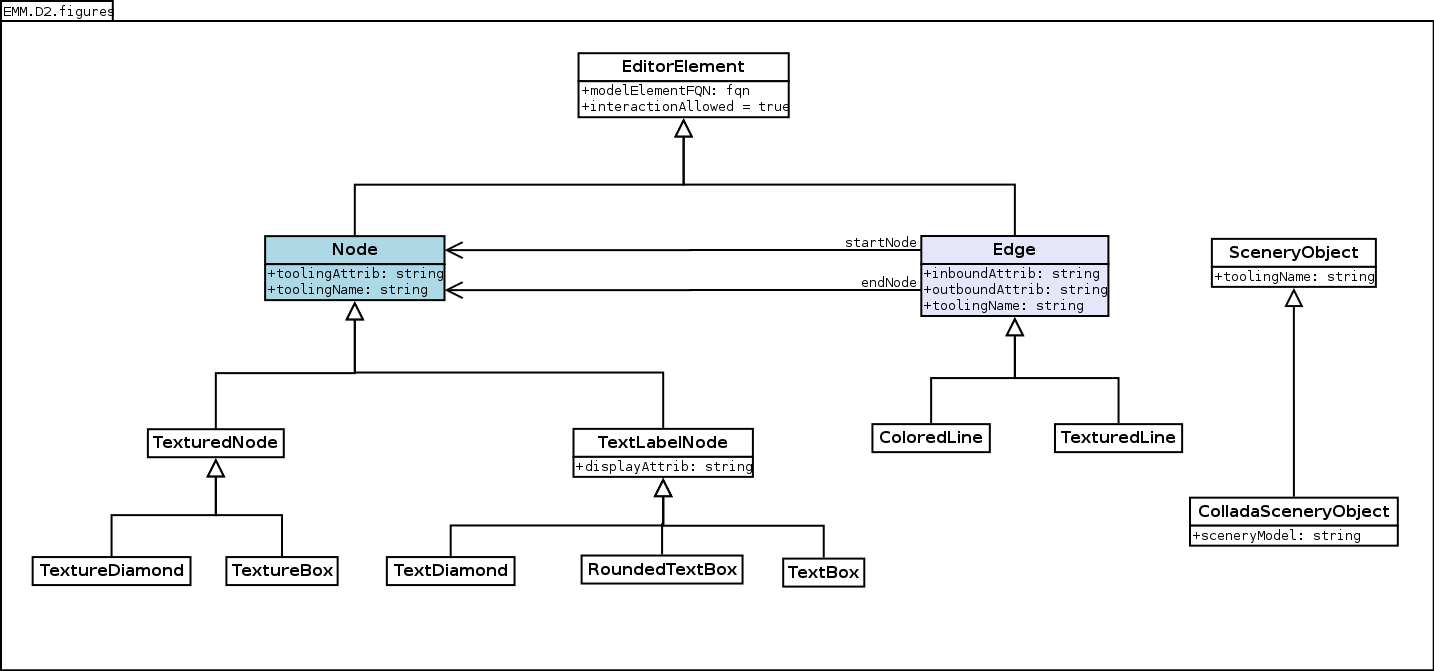 EMM.D2.figures
EditorElement
+modelElementFQN: fqn
+interactionAllowed = true
startNode
Node
+toolingAttrib: string
+toolingName: string
endNode
Edge
+inboundAttrib: string
+outboundAttrib: string
+toolingName: string
SceneryObject
+toolingName: string
TexturedNode
TextLabelNode
+displayAttrib: string
ColoredLine
TexturedLine
ColladaSceneryObject
+sceneryModel: string
TextureDiamond
TextureBox
TextDiamond
RoundedTextBox
TextBox